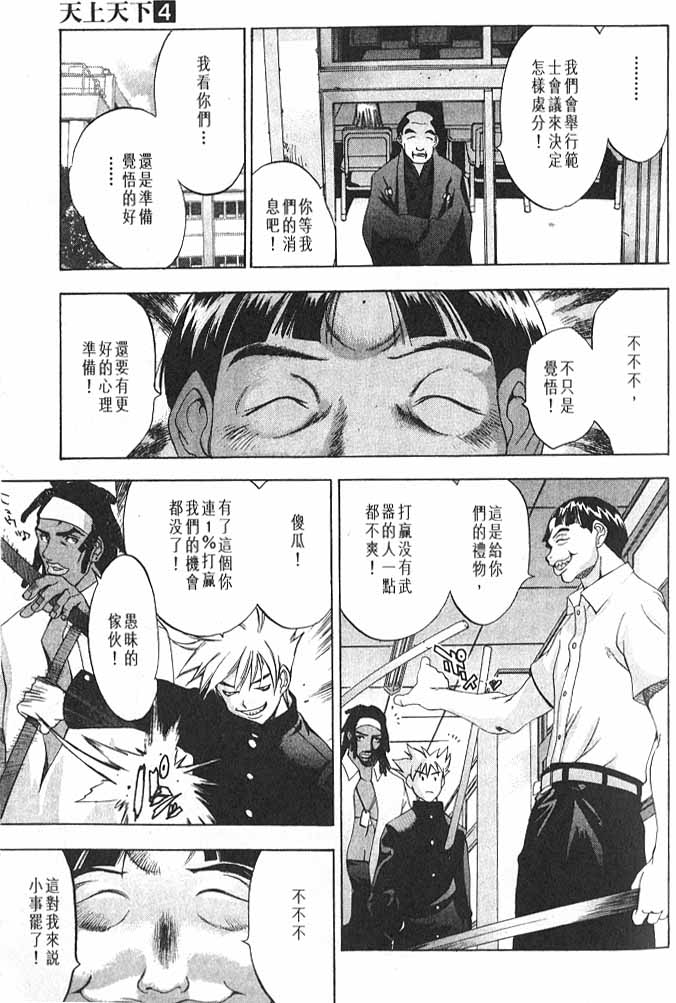 天上天下4
………
我們會舉行範
士會議來決定
怎樣處分！
你等我
們的消
息吧！
我看你們…
還是準備
覺悟的好
………
不不不，
不只是
覺悟！
還要有更
好的心理
準備！
這是給你
們的禮物，
打贏没有武
器的人一點
都不爽！
傻瓜！
有了這個你
連1%打贏
我們的機會
都没了！
愚昧的
傢伙！
不不不
這對我來說
小事罷了！